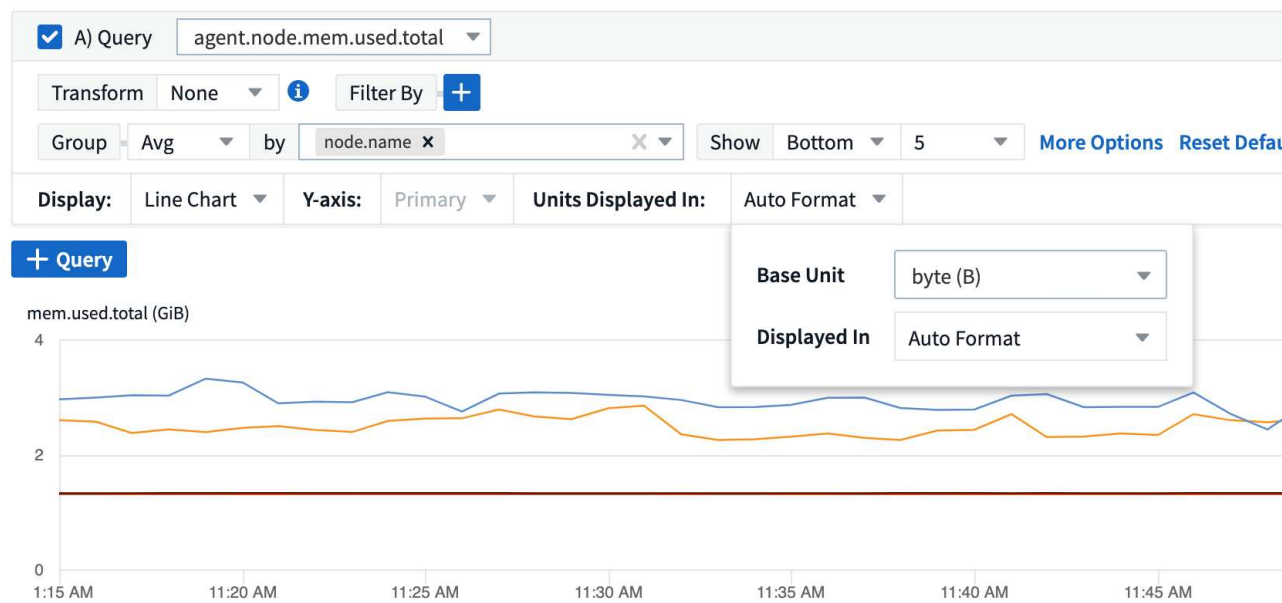 A) Query agent.node.mem.used.total
Transform None i Filter By +
Group Avg by node.name x Show Bottom 5 More Options Reset Defau
Display: Line Chart Y-axis: Primary Units Displayed In: Auto Format
+ Query
Base Unit byte (B)
Displayed In Auto Format
mem.used.total (GiB)
4
2
0
1:15 AM 11:20 AM 11:25 AM 11:30 AM 11:35 AM 11:40 AM 11:45 AM